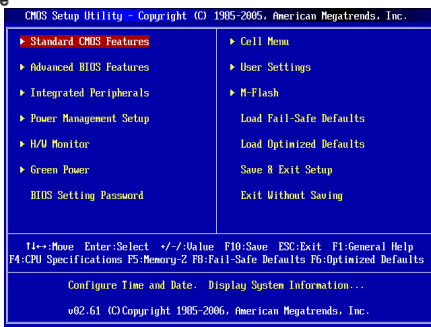 e
CMOS Setup Utility - Copyright (C) 1985-2005, American Megatrends, Inc.
▶ Standard CMOS Features
▶ Advanced BIOS Features
▶ Integrated Peripherals
▶ Power Management Setup
▶ H/W Monitor
▶ Green Power
BIOS Setting Password
▶ Cell Menu
▶ User Settings
▶ M-Flash
Load Fail-Safe Defaults
Load Optimized Defaults
Save & Exit Setup
Exit Without Saving
↑↓←→:Move Enter:Select +/-/:Value F10:Save ESC:Exit F1:General Help
F4:CPU Specifications F5:Memory-Z F8:Fail-Safe Defaults F6:Optimized Defaults
Configure Time and Date. Display System Information...
v02.61 (C)Copyright 1985-2006, American Megatrends, Inc.